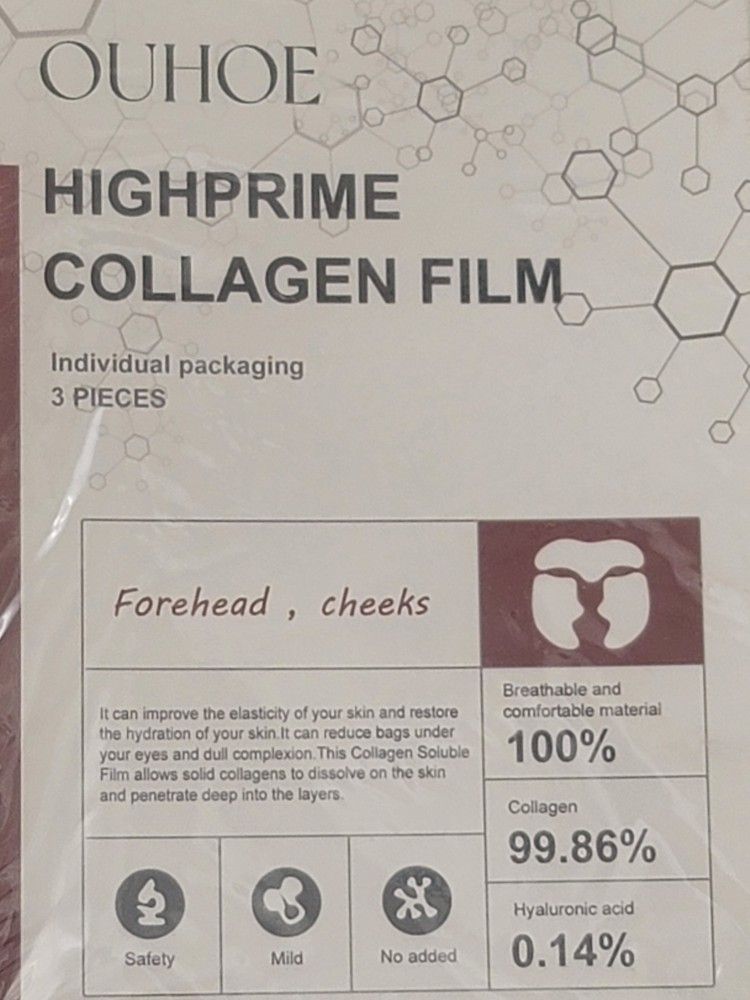 OUHOE
HIGHPRIME
COLLAGEN FILM
Individual packaging
3 PIECES
Forehead , cheeks
It can improve the elasticity of your skin and restore
the hydration of your skin.It can reduce bags under
your eyes and dull complexion.This Collagen Soluble
Film allows solid collagens to dissolve on the skin
and penetrate deep into the layers.
Safety
Mild
No added
Breathable and
comfortable material
100%
Collagen
99.86%
Hyaluronic acid
0.14%